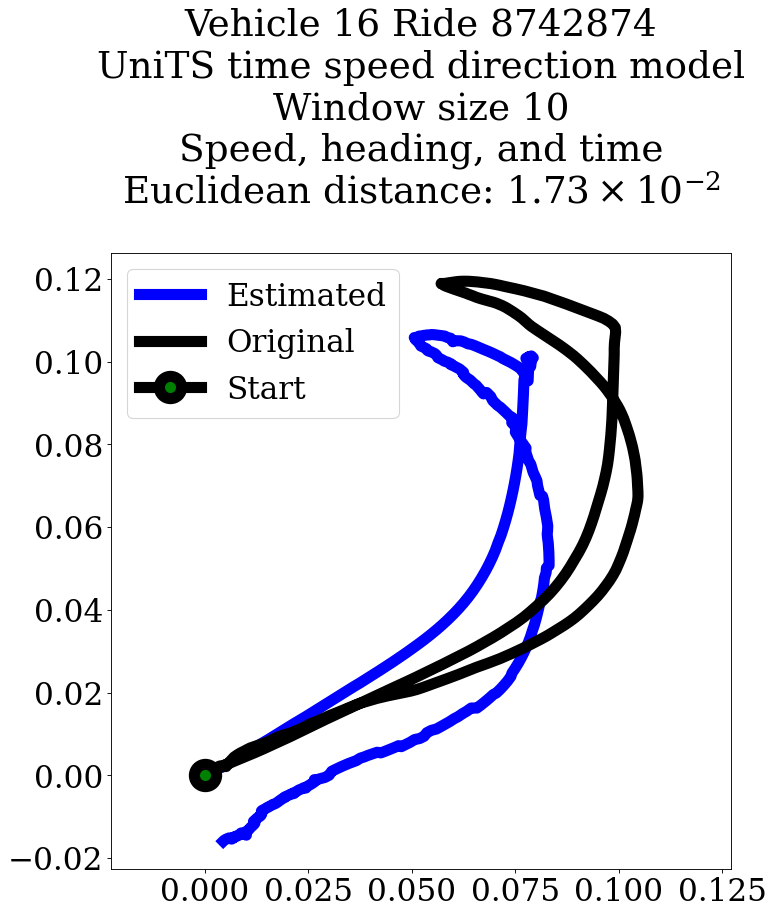 Vehicle 16 Ride 8742874
UniTS time speed direction model
Window size 10
Speed, heading, and time
Euclidean distance: 1.73 × 10⁻²
0.12
0.10
0.08
0.06
0.04
0.02
0.00
−0.02
Estimated
Original
Start
0.000 0.025 0.050 0.075 0.100 0.125